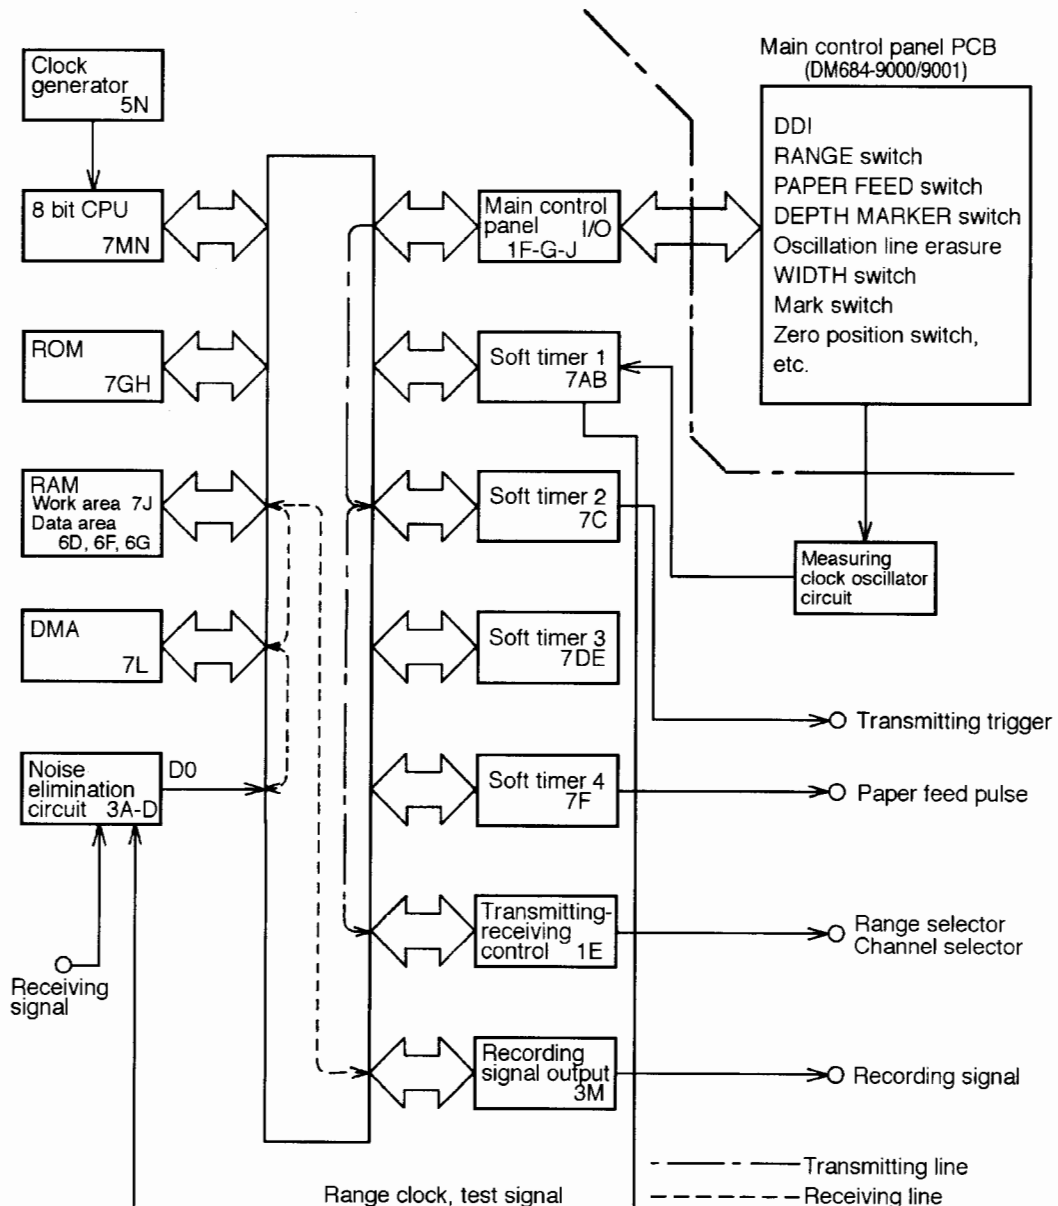 Main control panel PCB
(DM684-9000/9001)
Clock
generator
5N
8 bit CPU
7MN
ROM
7GH
RAM
Work area 7J
Data area
6D, 6F, 6G
DMA
7L
Noise
elimination
circuit 3A-D
D0
Receiving
signal
Main control
panel I/O
1F-G-J
Soft timer 1
7AB
Soft timer 2
7C
Soft timer 3
7DE
Soft timer 4
7F
Transmitting-
receiving
control 1E
Recording
signal output
3M
DDI
RANGE switch
PAPER FEED switch
DEPTH MARKER switch
Oscillation line erasure
WIDTH switch
Mark switch
Zero position switch,
etc.
Measuring
clock oscillator
circuit
Transmitting trigger
Paper feed pulse
Range selector
Channel selector
Recording signal
Transmitting line
Receiving line
Range clock, test signal